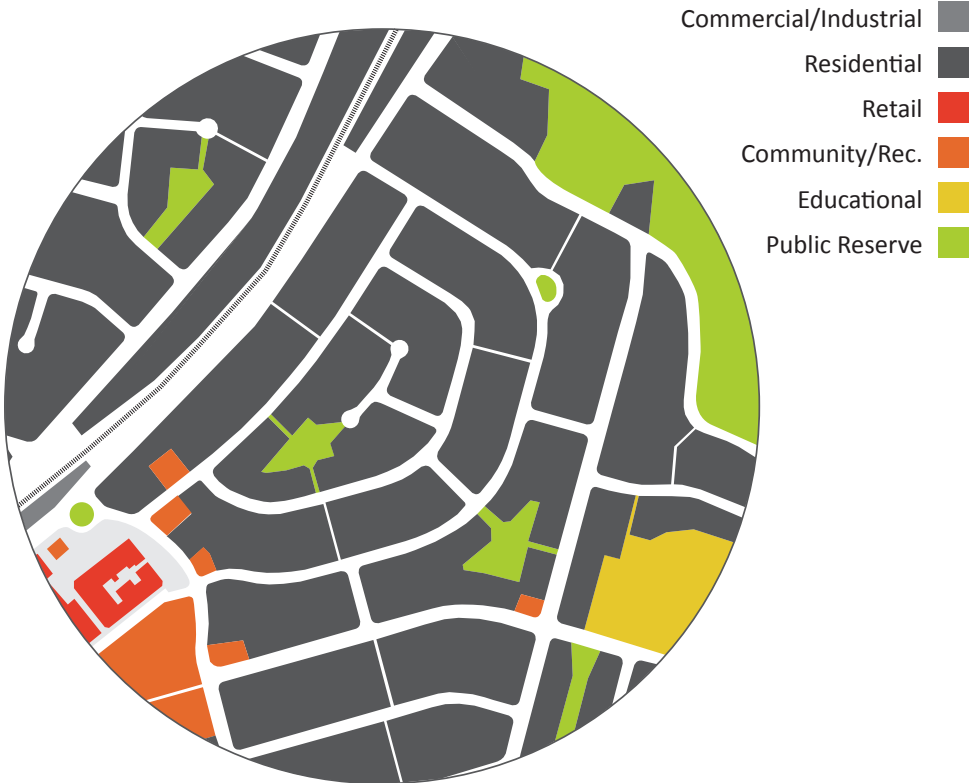 Commercial/Industrial
Residential
Retail
Community/Rec.
Educational
Public Reserve